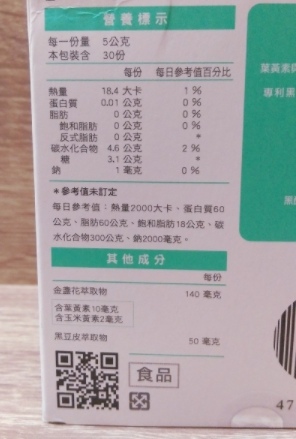 營養標示
每一份量 5公克
本包裝含 30份
每份 每日參考值百分比
熱量 18.4 大卡 1 %
蛋白質 0.01 公克 0 %
脂肪 0 公克 0 %
飽和脂肪 0 公克 0 %
反式脂肪 0 公克 *
碳水化合物 4.6 公克 2 %
糖 3.1 公克 *
鈉 1 毫克 0 %
*參考值未訂定
每日參考值：熱量2000大卡、蛋白質60
公克、脂肪60公克、飽和脂肪18公克、碳
水化合物300公克、鈉2000毫克。
其他成分
每份
金盞花萃取物 140 毫克
含葉黃素10毫克
含玉米黃素2毫克
黑豆皮萃取物 50 毫克
食品
葉黃素
專利黑
47